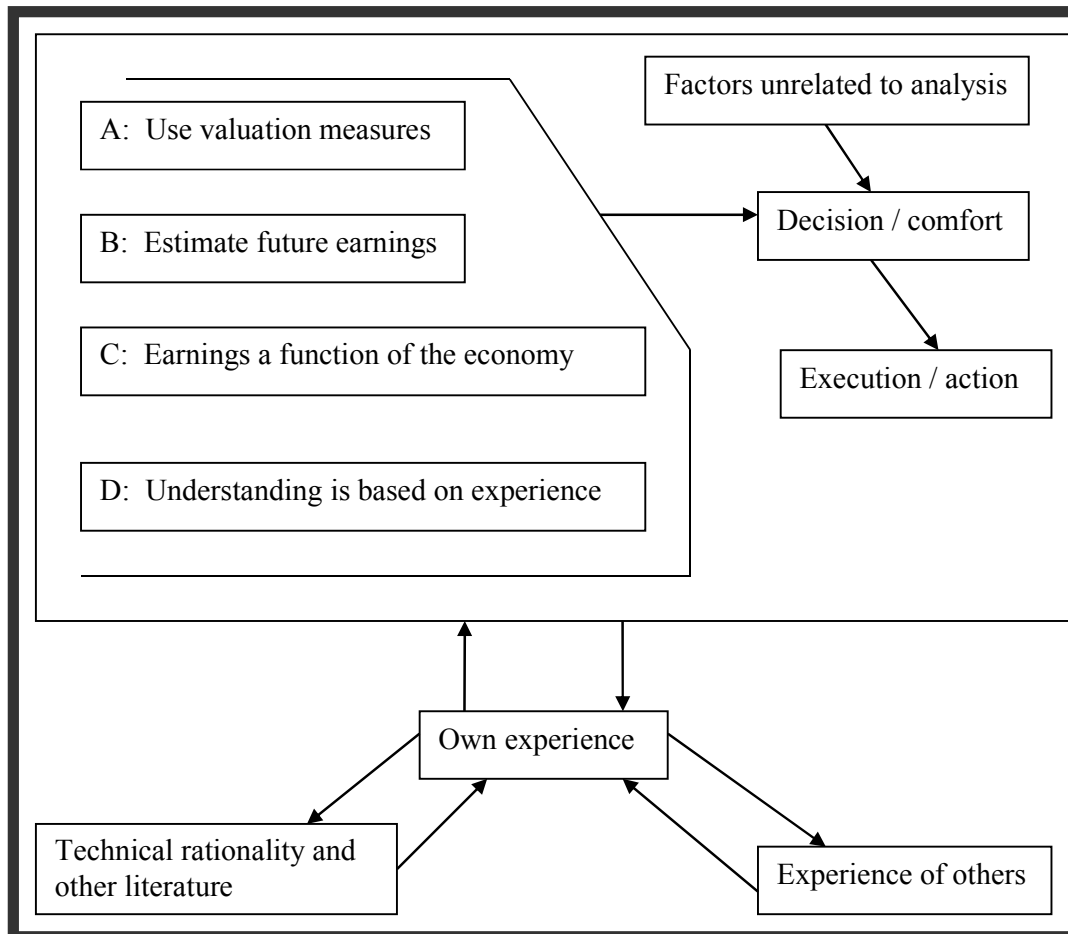 Factors unrelated to analysis
A:  Use valuation measures
Decision / comfort
B:  Estimate future earnings
C:  Earnings a function of the economy
Execution / action
D:  Understanding is based on experience
Own experience
Technical rationality and
other literature
Experience of others